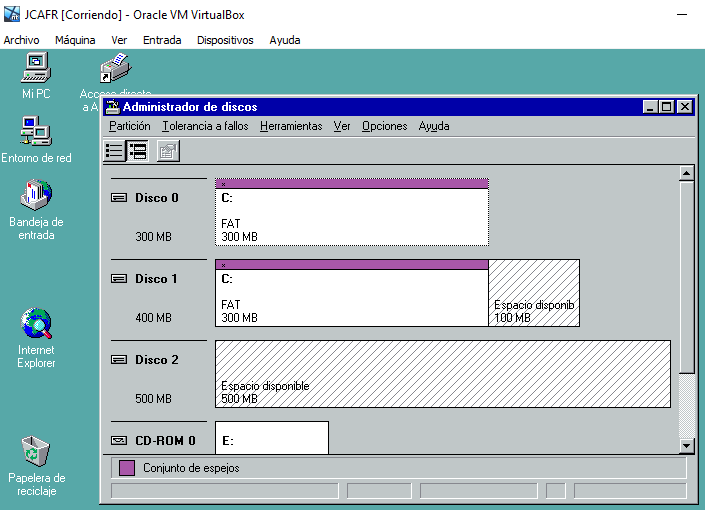 JCAFR [Corriendo] - Oracle VM VirtualBox
Archivo Máquina Ver Entrada Dispositivos Ayuda
Mi PC
Acceso directo
a A
Entorno de red
Bandeja de
entrada
Internet
Explorer
Papelera de
reciclaje
Administrador de discos
Partición Tolerancia a fallos Herramientas Ver Opciones Ayuda
Disco 0
300 MB
C:
FAT
300 MB
Disco 1
400 MB
C:
FAT
300 MB
Espacio disponib
100 MB
Disco 2
500 MB
Espacio disponible
500 MB
CD-ROM 0
E:
Conjunto de espejos